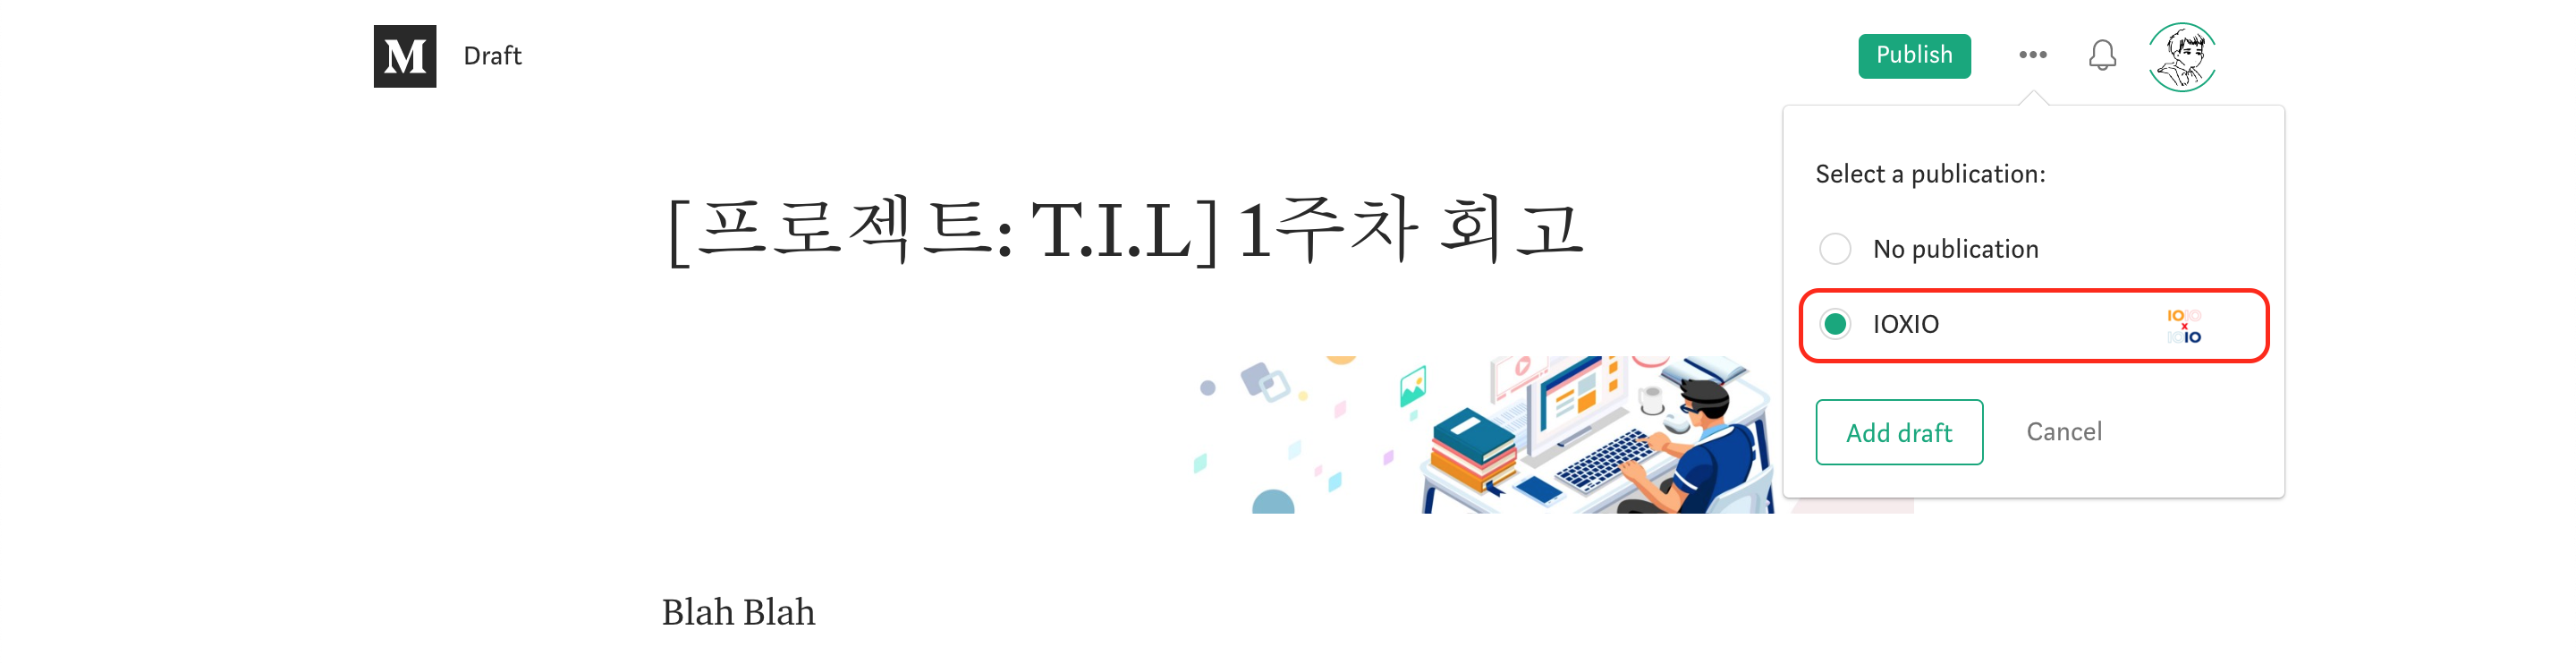 M
Draft
Publish
Select a publication:
[프로젝트: T.I.L] 1주차 회고
No publication
IOXIO
IOIO
x
IOIO
Add draft
Cancel
Blah Blah